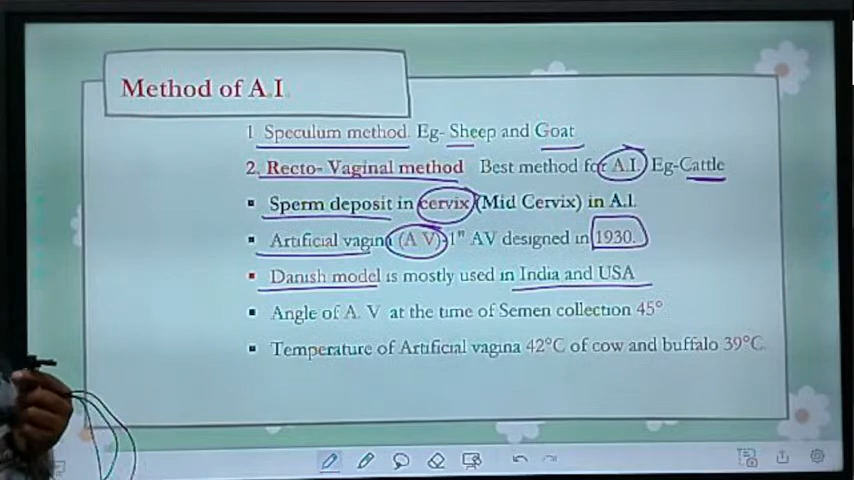 Method of A.I.
1 Speculum method. Eg- Sheep and Goat
2. Recto- Vaginal method Best method for A.I. Eg-Cattle
▪ Sperm deposit in cervix (Mid Cervix) in A.I.
▪ Artificial vagina (A V)-1st AV designed in 1930.
▪ Danish model is mostly used in India and USA
▪ Angle of A. V at the time of Semen collection 45°
▪ Temperature of Artificial vagina 42°C of cow and buffalo 39°C.